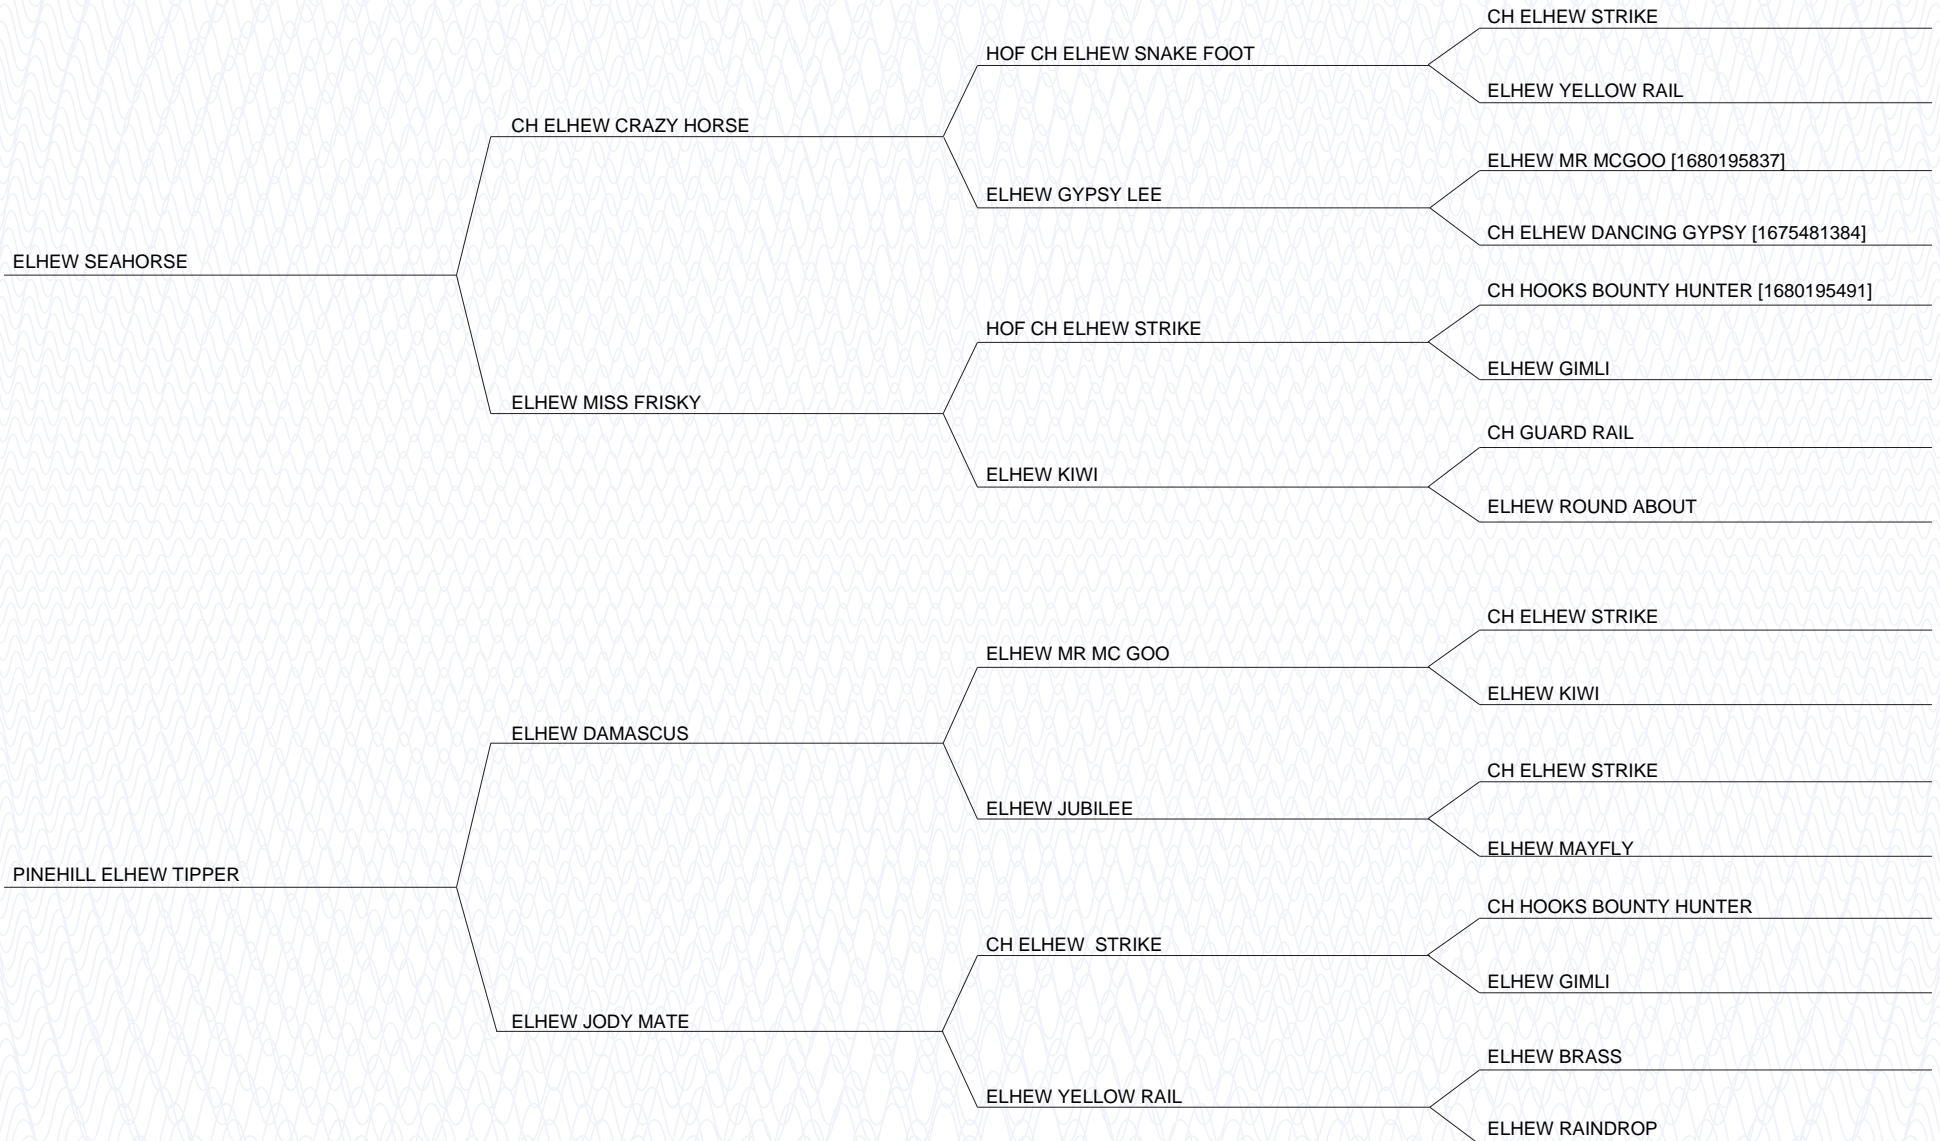 CH ELHEW STRIKE
HOF CH ELHEW SNAKE FOOT
ELHEW YELLOW RAIL
CH ELHEW CRAZY HORSE
ELHEW MR MCGOO [1680195837]
ELHEW GYPSY LEE
CH ELHEW DANCING GYPSY [1675481384]
ELHEW SEAHORSE
CH HOOKS BOUNTY HUNTER [1680195491]
HOF CH ELHEW STRIKE
ELHEW GIMLI
ELHEW MISS FRISKY
CH GUARD RAIL
ELHEW KIWI
ELHEW ROUND ABOUT
CH ELHEW STRIKE
ELHEW MR MC GOO
ELHEW KIWI
ELHEW DAMASCUS
CH ELHEW STRIKE
ELHEW JUBILEE
ELHEW MAYFLY
PINEHILL ELHEW TIPPER
CH HOOKS BOUNTY HUNTER
CH ELHEW  STRIKE
ELHEW GIMLI
ELHEW JODY MATE
ELHEW BRASS
ELHEW YELLOW RAIL
ELHEW RAINDROP